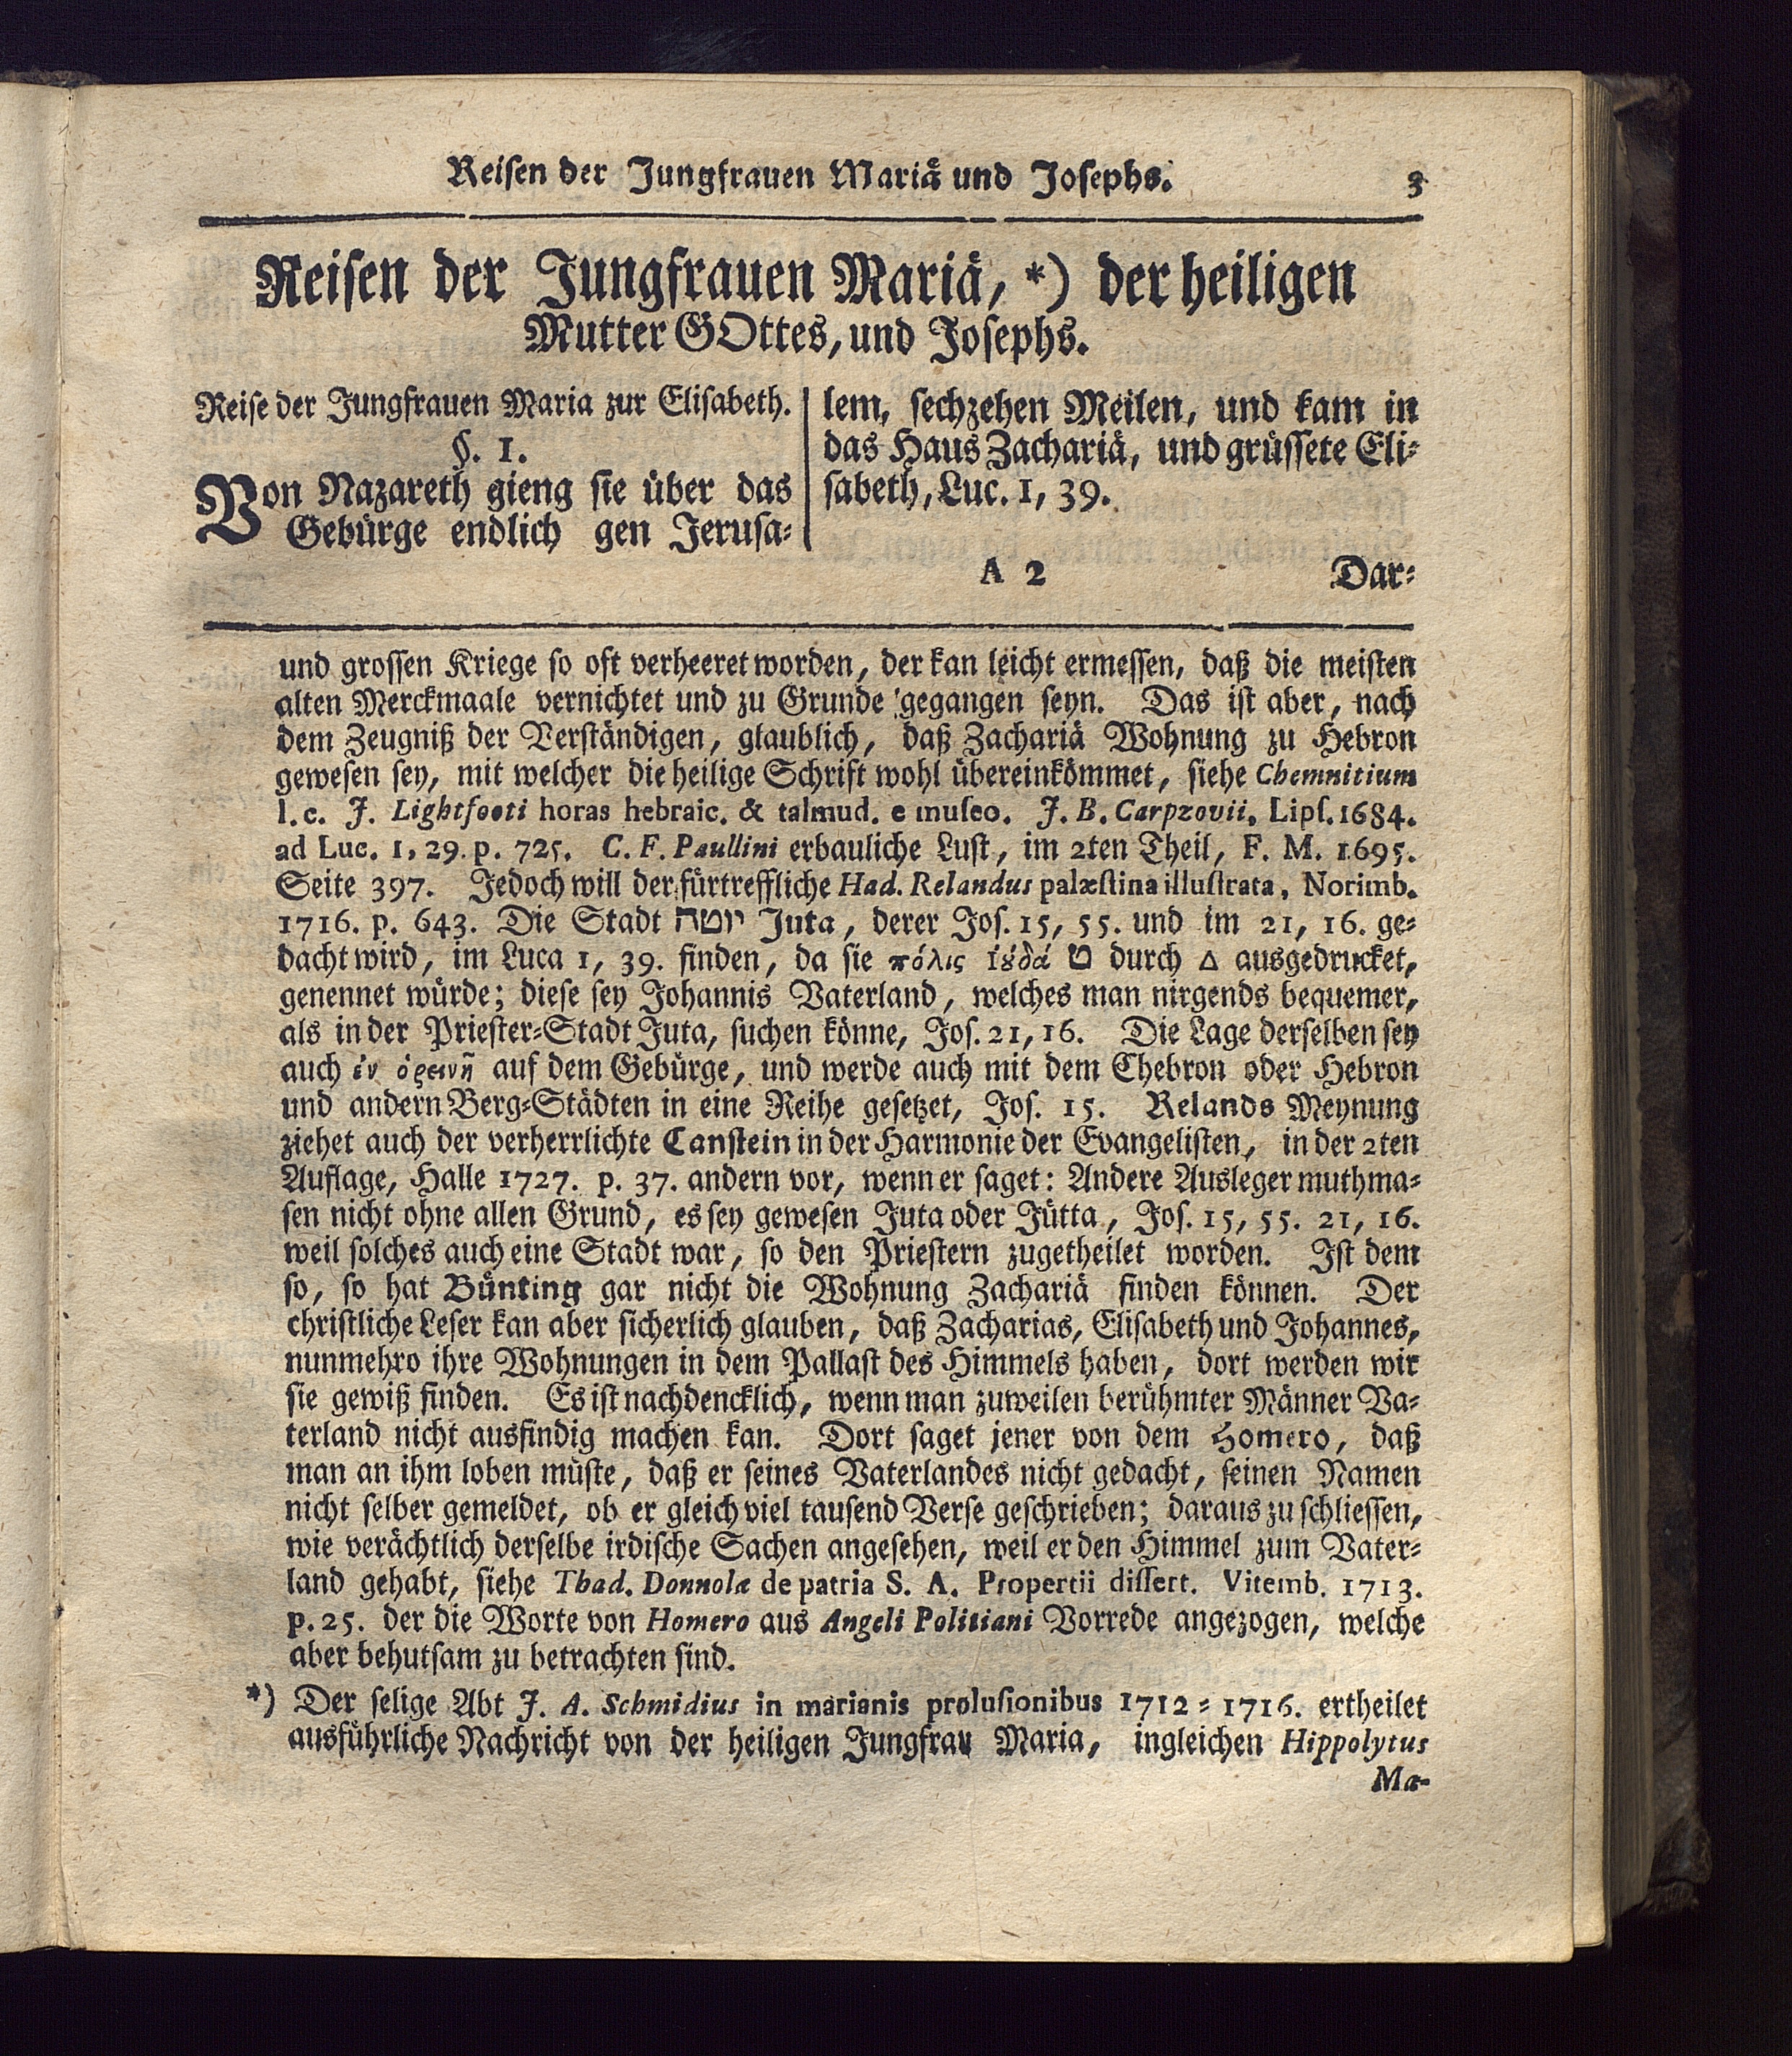 Reisen der Jungfrauen Mariä und Josephs. 3
Reisen der Jungfrauen Mariä, *) der heiligen
Mutter GOttes, und Josephs.
Reise der Jungfrauen Maria zur Elisabeth.
§. 1.
Von Nazareth gieng sie über das
Gebürge endlich gen Jerusa-
lem, sechzehen Meilen, und kam in
das Haus Zachariä, und grüssete Eli-
sabeth, Luc. 1, 39.
A 2 Dar-
und grossen Kriege so oft verheeret worden, der kan leicht ermessen, daß die meisten
alten Merckmaale vernichtet und zu Grunde gegangen seyn. Das ist aber, nach
dem Zeugniß der Verständigen, glaublich, daß Zachariä Wohnung zu Hebron
gewesen sey, mit welcher die heilige Schrift wohl übereinkömmet, siehe Chemnitium
l. c. J. Lightfooti horas hebraic. & talmud. e museo. J. B. Carpzovii. Lips. 1684.
ad Luc. 1, 29. p. 725. C. F. Paullini erbauliche Lust, im 2ten Theil, F. M. 1695.
Seite 397. Jedoch will der fürtreffliche Had. Relandus palæstina illustrata, Norimb.
1716. p. 643. Die Stadt יוטה Juta, derer Jos. 15, 55. und im 21, 16. ge-
dacht wird, im Luca 1, 39. finden, da sie πόλις ἰȣδά ט durch Δ ausgedrucket,
genennet würde; diese sey Johannis Vaterland, welches man nirgends bequemer,
als in der Priester-Stadt Juta, suchen könne, Jos. 21, 16. Die Lage derselben sey
auch ἐν ὀρεινῆ auf dem Gebürge, und werde auch mit dem Chebron oder Hebron
und andern Berg-Städten in eine Reihe gesetzet, Jos. 15. Relands Meynung
ziehet auch der verherrlichte Canstein in der Harmonie der Evangelisten, in der 2ten
Auflage, Halle 1727. p. 37. andern vor, wenn er saget: Andere Ausleger muthma-
sen nicht ohne allen Grund, es sey gewesen Juta oder Jütta, Jos. 15, 55. 21, 16.
weil solches auch eine Stadt war, so den Priestern zugetheilet worden. Ist dem
so, so hat Bünting gar nicht die Wohnung Zachariä finden können. Der
christliche Leser kan aber sicherlich glauben, daß Zacharias, Elisabeth und Johannes,
nunmehro ihre Wohnungen in dem Pallast des Himmels haben, dort werden wir
sie gewiß finden. Es ist nachdencklich, wenn man zuweilen berühmter Männer Va-
terland nicht ausfindig machen kan. Dort saget jener von dem Homero, daß
man an ihm loben müste, daß er seines Vaterlandes nicht gedacht, seinen Namen
nicht selber gemeldet, ob er gleich viel tausend Verse geschrieben; daraus zu schliessen,
wie verächtlich derselbe irdische Sachen angesehen, weil er den Himmel zum Vater-
land gehabt, siehe Thad. Donnolæ de patria S. A. Propertii dissert. Vitemb. 1713.
p. 25. der die Worte von Homero aus Angeli Politiani Vorrede angezogen, welche
aber behutsam zu betrachten sind.
*) Der selige Abt J. A. Schmidius in marianis prolusionibus 1712 - 1716. ertheilet
ausführliche Nachricht von der heiligen Jungfrau Maria, ingleichen Hippolytus
Ma-